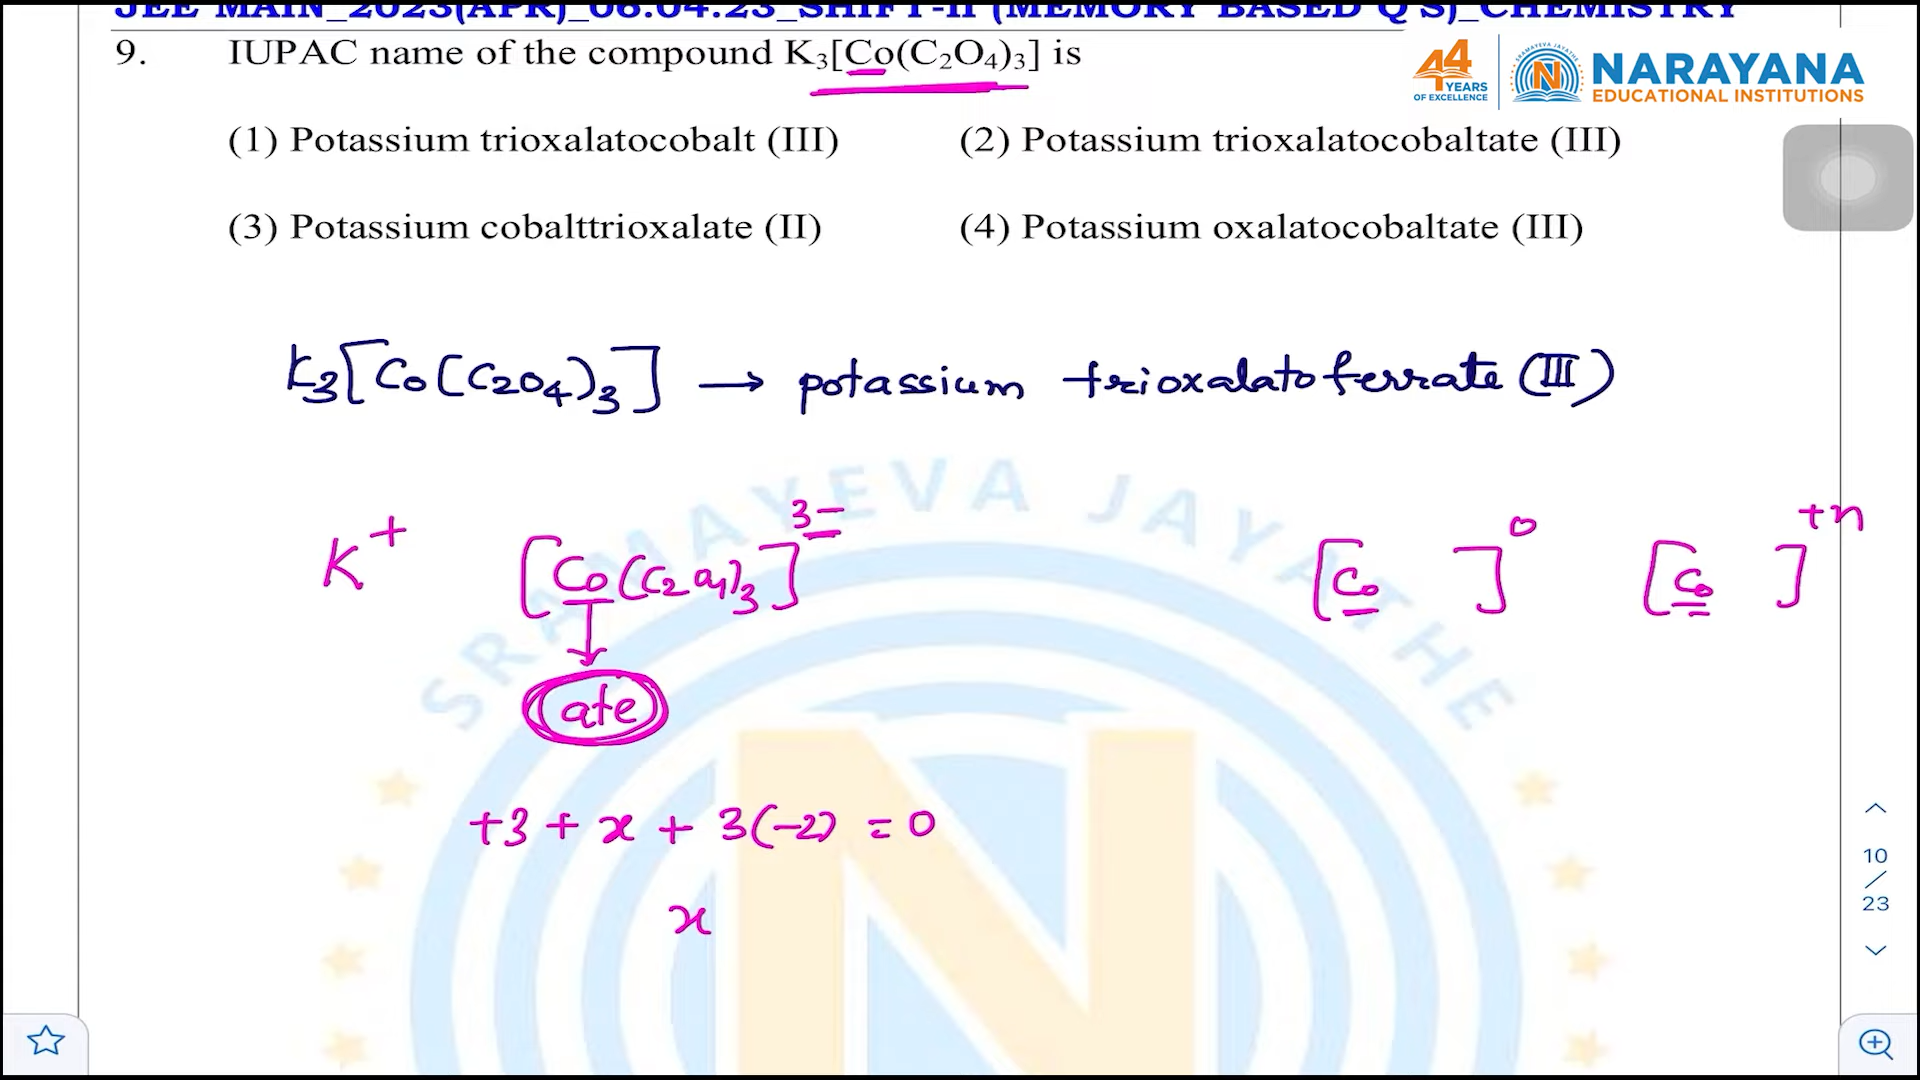 JEE MAIN_2023(APR)_06.04.23_SHIFT-II (MEMORY BASED Q'S)_CHEMISTRY
9. IUPAC name of the compound K₃[Co(C₂O₄)₃] is
44 YEARS OF EXCELLENCE
NARAYANA
EDUCATIONAL INSTITUTIONS
(1) Potassium trioxalatocobalt (III) (2) Potassium trioxalatocobaltate (III)
(3) Potassium cobalttrioxalate (II) (4) Potassium oxalatocobaltate (III)
K₃[Co(C₂O₄)₃] → potassium trioxalatoferrate (III)
SRAMAYEVA JAYATHE
K⁺ [Co(C₂O₄)₃]³⁻ [Co ]⁰ [Co ]⁺ⁿ
ate
+3 + x + 3(-2) = 0
x
10
/
23
N